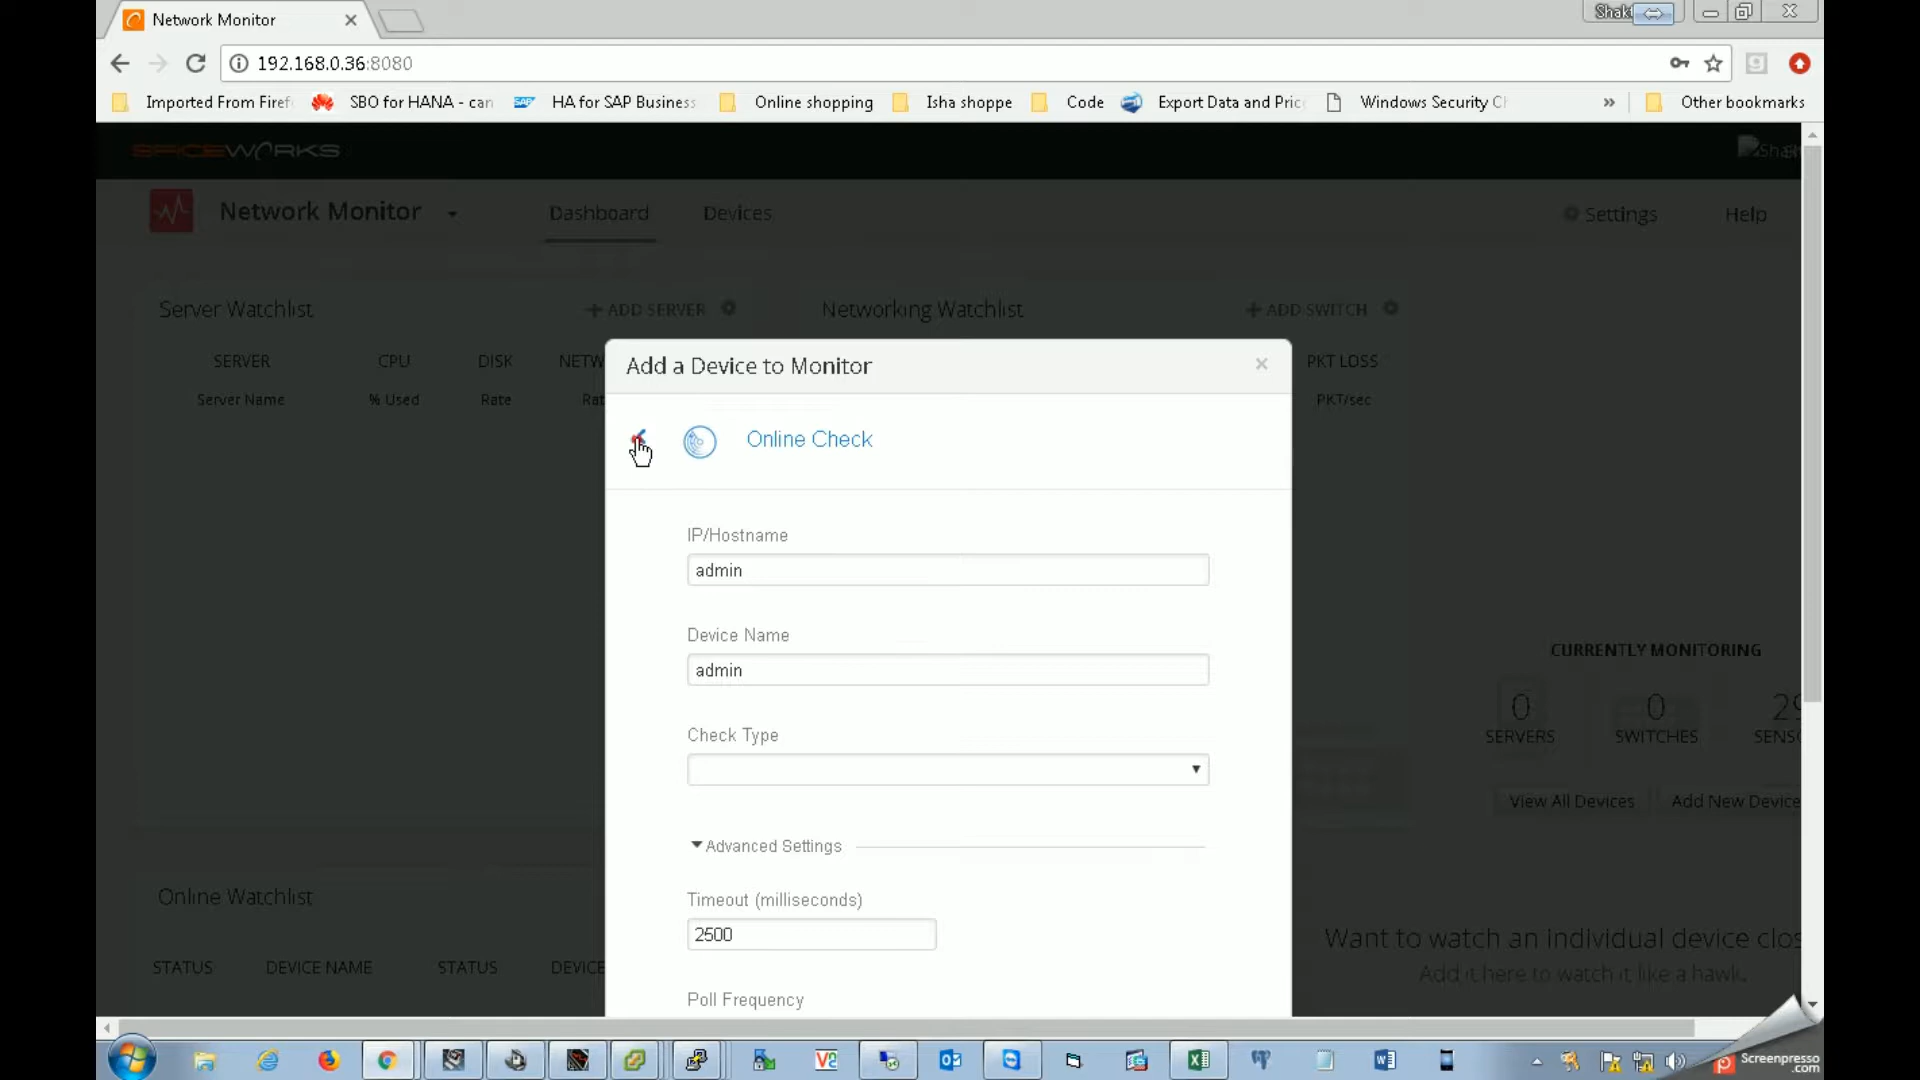 Network Monitor
192.168.0.36:8080
Imported From Firef
SBO for HANA - can
HA for SAP Business
Online shopping
Isha shoppe
Code
Export Data and Pric
Windows Security Ch
»
Other bookmarks
SPICEWORKS
Network Monitor
Dashboard
Devices
Settings
Help
Server Watchlist
+ ADD SERVER
Networking Watchlist
+ ADD SWITCH
SERVER
CPU
DISK
NETW
PKT LOSS
Server Name
% Used
Rate
Rat
PKT/sec
Add a Device to Monitor
×
Online Check
IP/Hostname
admin
Device Name
admin
Check Type
Advanced Settings
Timeout (milliseconds)
2500
Poll Frequency
CURRENTLY MONITORING
0
0
29
SERVERS
SWITCHES
SENSO
View All Devices
Add New Device
Online Watchlist
STATUS
DEVICE NAME
STATUS
DEVICE
Want to watch an individual device clos
Add it here to watch it like a hawk.
Screenpresso
.com